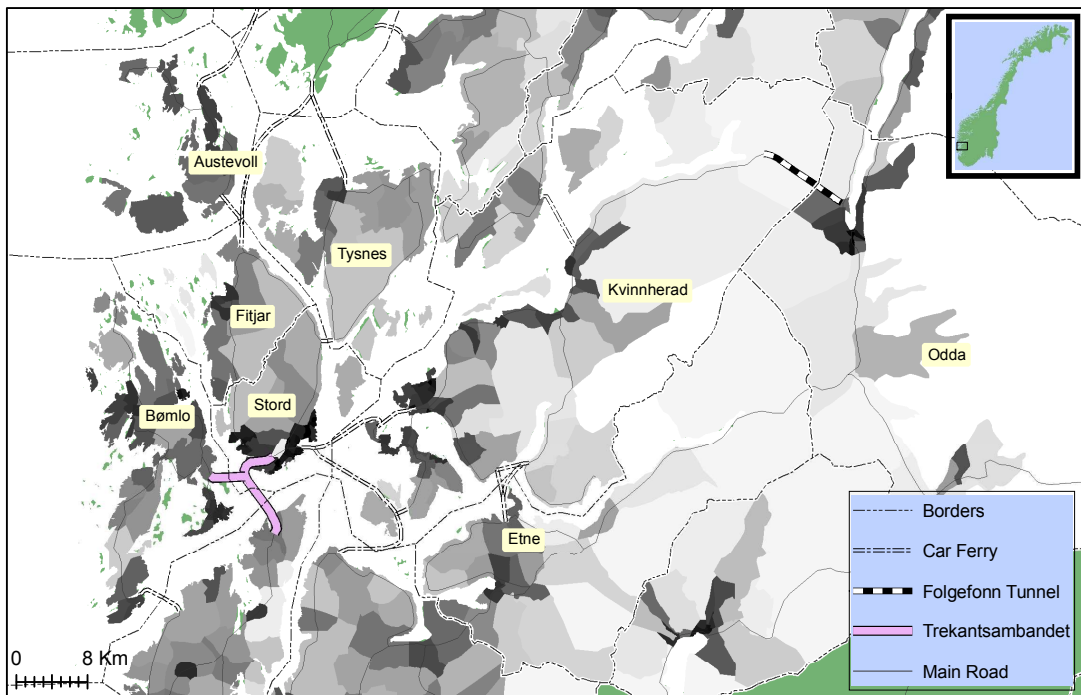 Austevoll
Tysnes
Fitjar
Kvinnherad
Odda
Stord
Bømlo
Etne
0 8 Km
Borders
Car Ferry
Folgefonn Tunnel
Trekantsambandet
Main Road